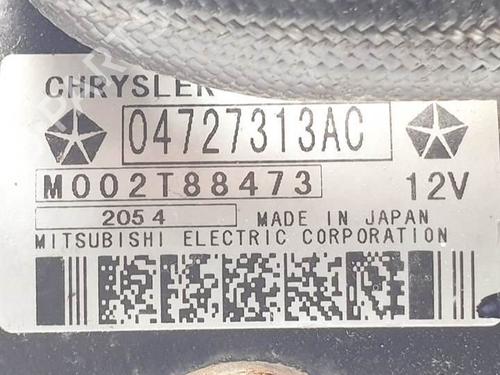 CHRYSLER
04727313AC
M002T88473 12V
2054 MADE IN JAPAN
MITSUBISHI ELECTRIC CORPORATION